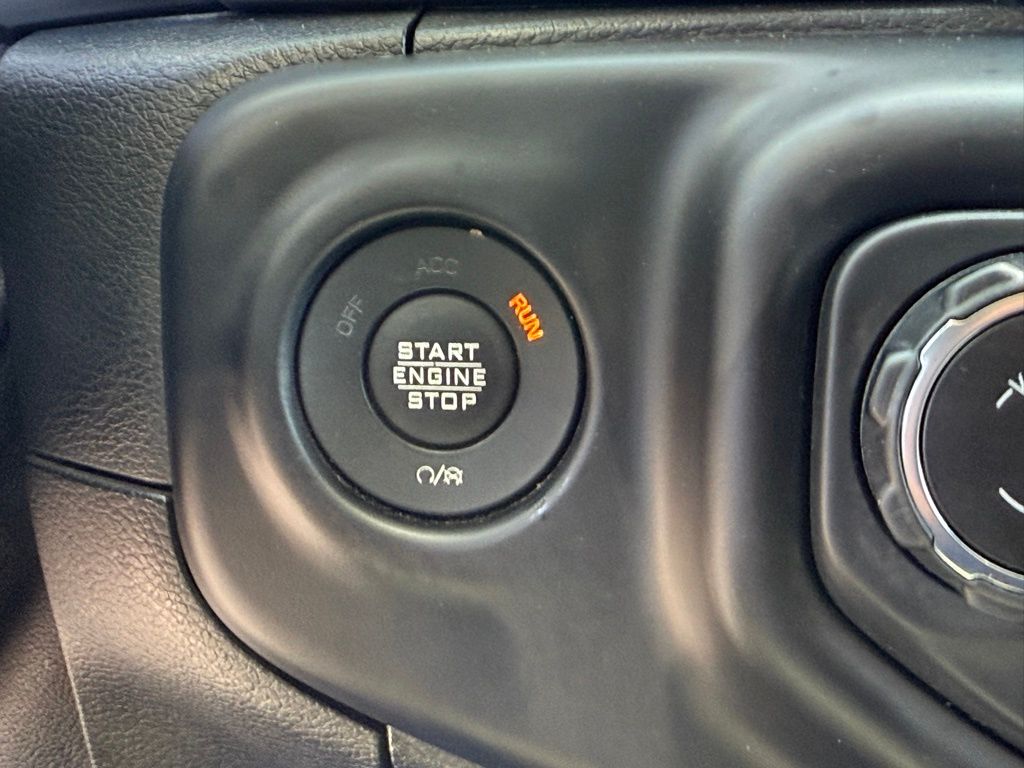 ACC
OFF
RUN
START
ENGINE
STOP